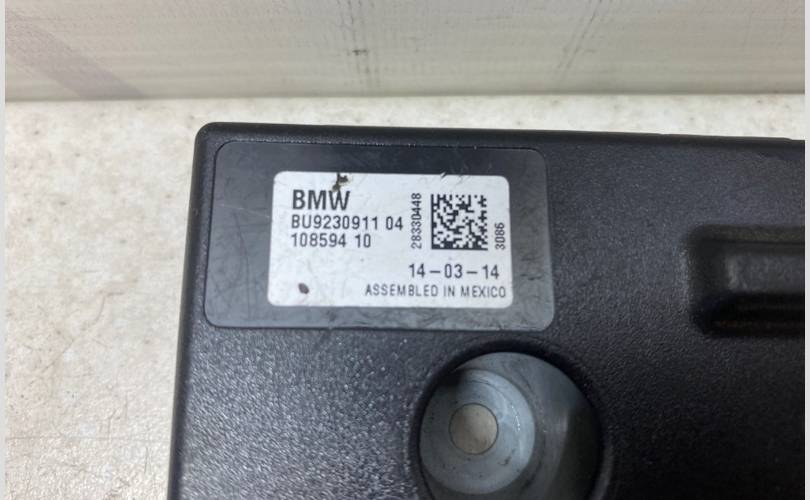 BMW
BU9230911 04
108594 10
28330448
3086
14-03-14
ASSEMBLED IN MEXICO